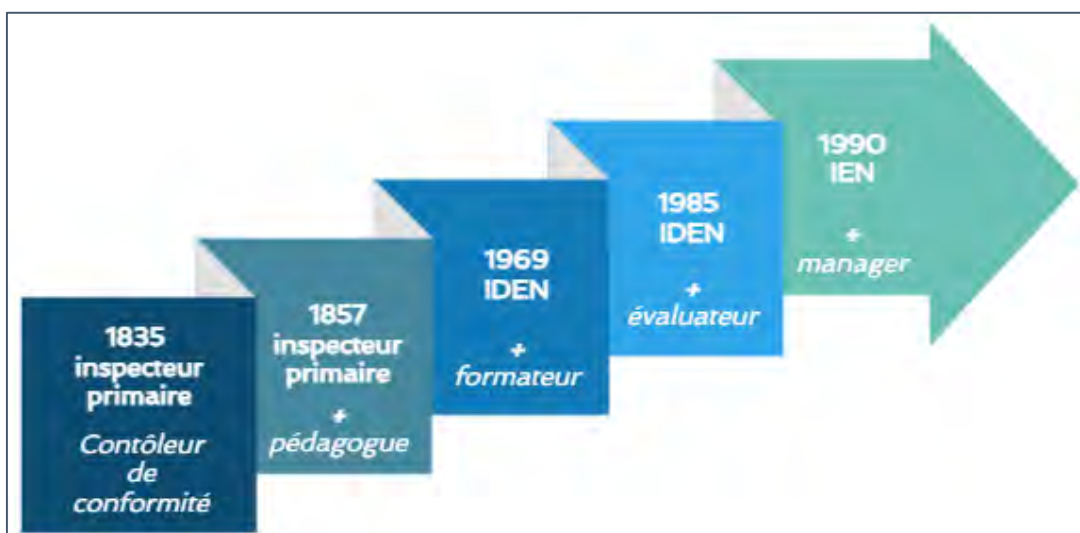 1835
inspecteur
primaire
Contôleur
de
conformité
1857
inspecteur
primaire
+
pédagogue
1969
IDEN
+
formateur
1985
IDEN
+
évaluateur
1990
IEN
+
manager